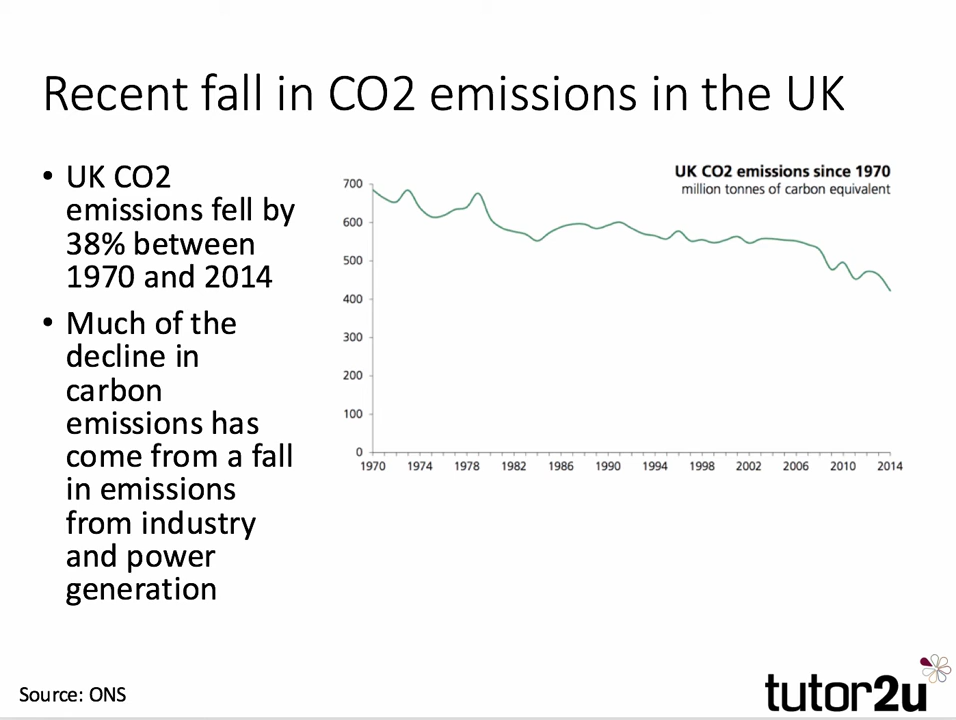 Recent fall in CO2 emissions in the UK
• UK CO2
emissions fell by
38% between
1970 and 2014
• Much of the
decline in
carbon
emissions has
come from a fall
in emissions
from industry
and power
generation
UK CO2 emissions since 1970
million tonnes of carbon equivalent
700
600
500
400
300
200
100
0
1970 1974 1978 1982 1986 1990 1994 1998 2002 2006 2010 2014
Source: ONS
tutor2u